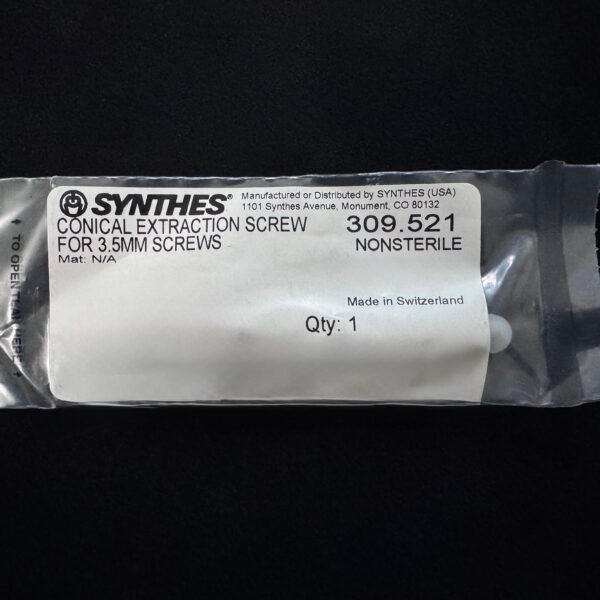 SYNTHES®
Manufactured or Distributed by SYNTHES (USA)
1101 Synthes Avenue, Monument, CO 80132
CONICAL EXTRACTION SCREW
FOR 3.5MM SCREWS
Mat: N/A
309.521
NONSTERILE
Made in Switzerland
Qty: 1
TO OPEN TEAR HERE